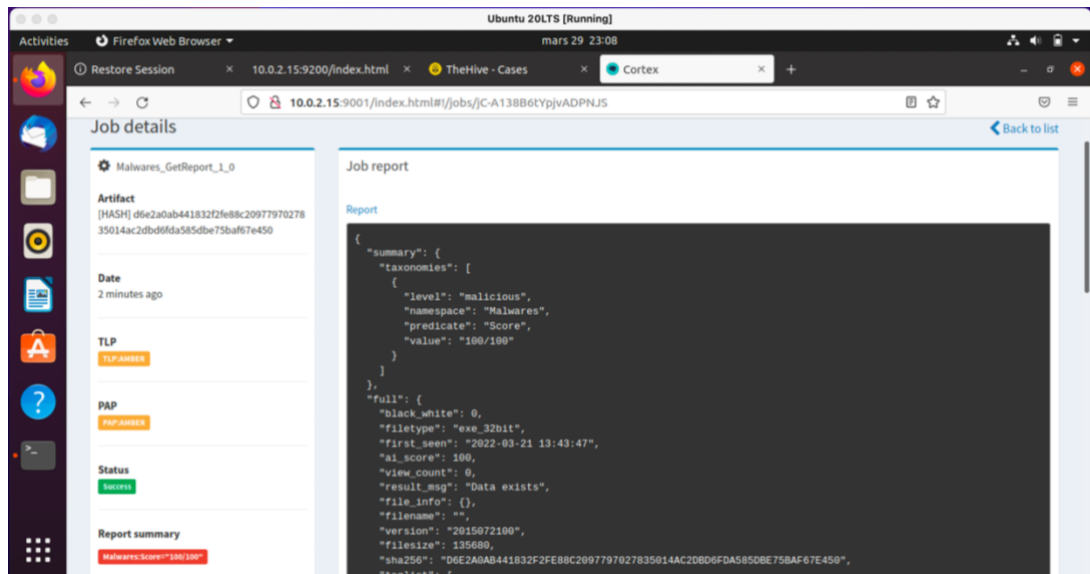 Ubuntu 20LTS [Running]
Activities Firefox Web Browser mars 29 23:08
Restore Session × 10.0.2.15:9200/index.html × TheHive - Cases × Cortex × +
10.0.2.15:9001/index.html#!/jobs/jC-A138B6tYpjvADPNJS
Job details
Back to list
Malwares_GetReport_1_0
Artifact
[HASH] d6e2a0ab441832f2fe88c20977970278
35014ac2dbd6fda585dbe75baf67e450
Date
2 minutes ago
TLP
TLP:AMBER
PAP
PAP:AMBER
Status
Success
Report summary
Malwares:Score="100/100"
Job report
Report
{
"summary": {
"taxonomies": [
{
"level": "malicious",
"namespace": "Malwares",
"predicate": "Score",
"value": "100/100"
}
]
},
"full": {
"black_white": 0,
"filetype": "exe_32bit",
"first_seen": "2022-03-21 13:43:47",
"ai_score": 100,
"view_count": 0,
"result_msg": "Data exists",
"file_info": {},
"filename": "",
"version": "2015072100",
"filesize": 135680,
"sha256": "D6E2A0AB441832F2FE88C2097797027835014AC2DBD6FDA585DBE75BAF67E450",